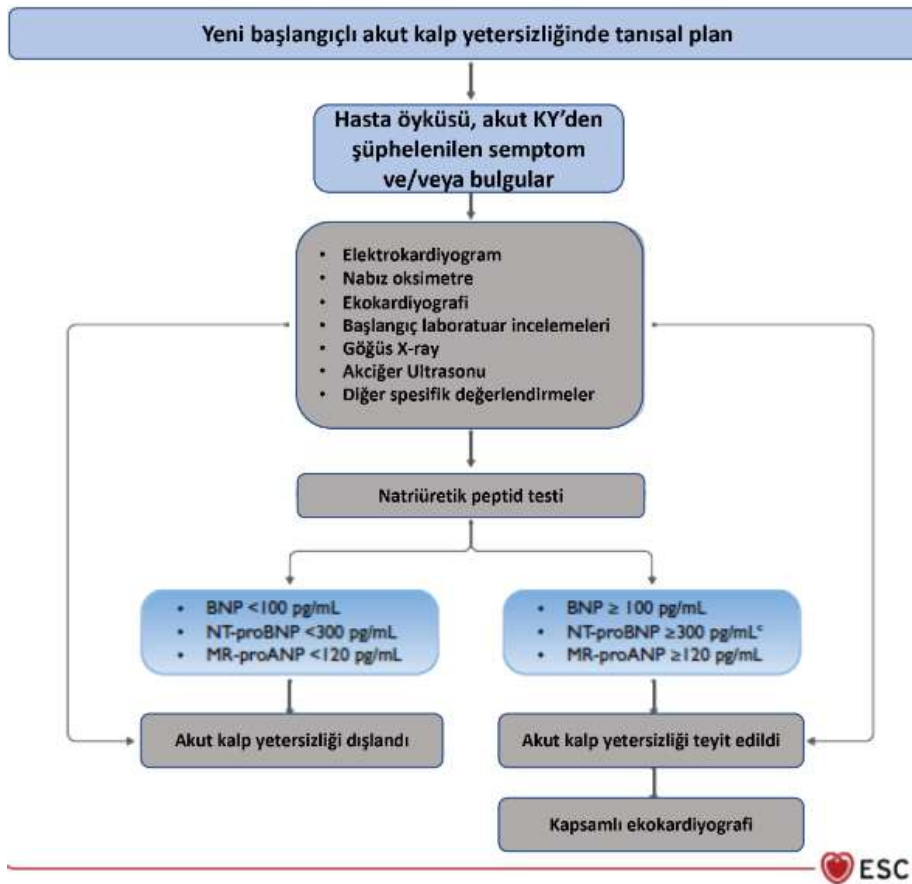 Yeni başlangıçlı akut kalp yetersizliğinde tanısal plan
Hasta öyküsü, akut KY’den
şüphelenilen semptom
ve/veya bulgular
• Elektrokardiyogram
• Nabız oksimetre
• Ekokardiyografi
• Başlangıç laboratuar incelemeleri
• Göğüs X-ray
• Akciğer Ultrasonu
• Diğer spesifik değerlendirmeler
Natriüretik peptid testi
• BNP <100 pg/mL
• NT-proBNP <300 pg/mL
• MR-proANP <120 pg/mL
• BNP ≥ 100 pg/mL
• NT-proBNP ≥300 pg/mLᶜ
• MR-proANP ≥120 pg/mL
Akut kalp yetersizliği dışlandı
Akut kalp yetersizliği teyit edildi
Kapsamlı ekokardiyografi
ESC